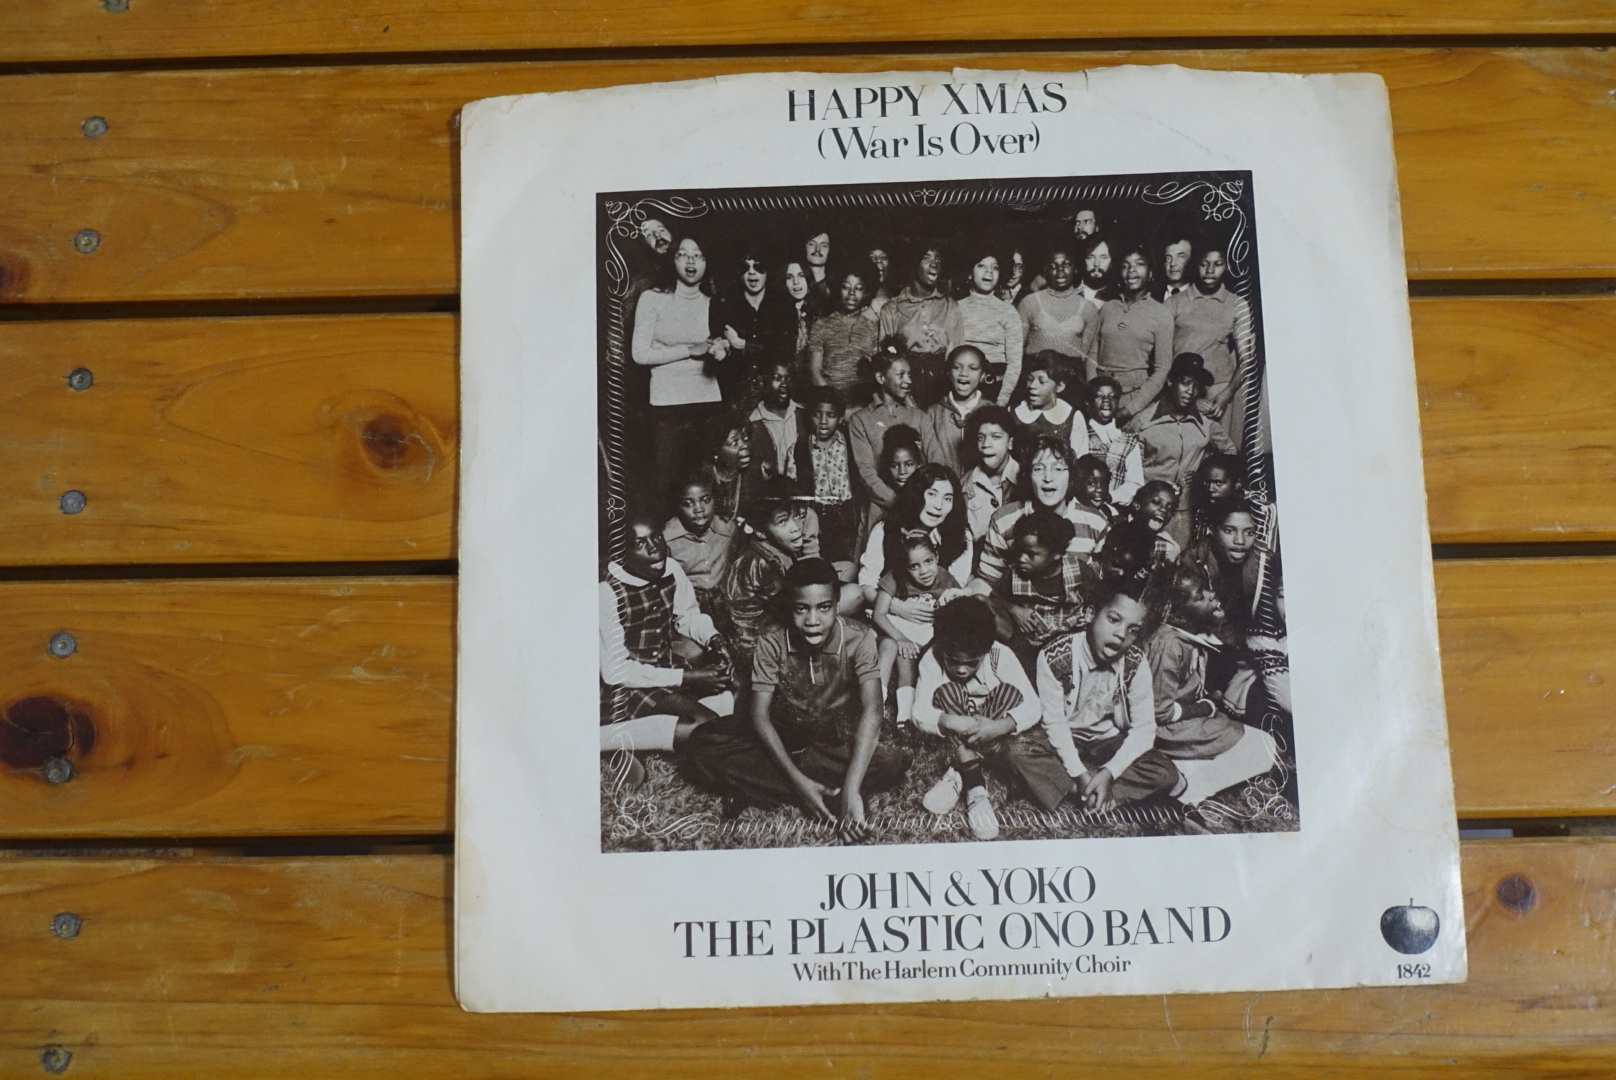 HAPPY XMAS
(War Is Over)
JOHN & YOKO
THE PLASTIC ONO BAND
With The Harlem Community Choir
1842